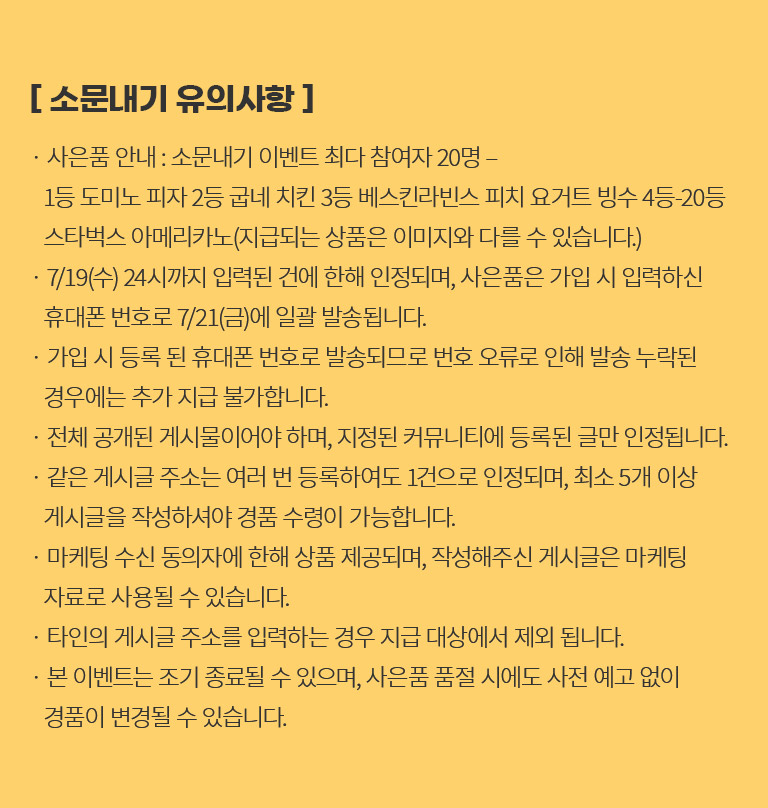 [ 소문내기 유의사항 ]
· 사은품 안내 : 소문내기 이벤트 최다 참여자 20명 –
1등 도미노 피자 2등 굽네 치킨 3등 베스킨라빈스 피치 요거트 빙수 4등-20등
스타벅스 아메리카노(지급되는 상품은 이미지와 다를 수 있습니다.)
· 7/19(수) 24시까지 입력된 건에 한해 인정되며, 사은품은 가입 시 입력하신
휴대폰 번호로 7/21(금)에 일괄 발송됩니다.
· 가입 시 등록 된 휴대폰 번호로 발송되므로 번호 오류로 인해 발송 누락된
경우에는 추가 지급 불가합니다.
· 전체 공개된 게시물이어야 하며, 지정된 커뮤니티에 등록된 글만 인정됩니다.
· 같은 게시글 주소는 여러 번 등록하여도 1건으로 인정되며, 최소 5개 이상
게시글을 작성하셔야 경품 수령이 가능합니다.
· 마케팅 수신 동의자에 한해 상품 제공되며, 작성해주신 게시글은 마케팅
자료로 사용될 수 있습니다.
· 타인의 게시글 주소를 입력하는 경우 지급 대상에서 제외 됩니다.
· 본 이벤트는 조기 종료될 수 있으며, 사은품 품절 시에도 사전 예고 없이
경품이 변경될 수 있습니다.